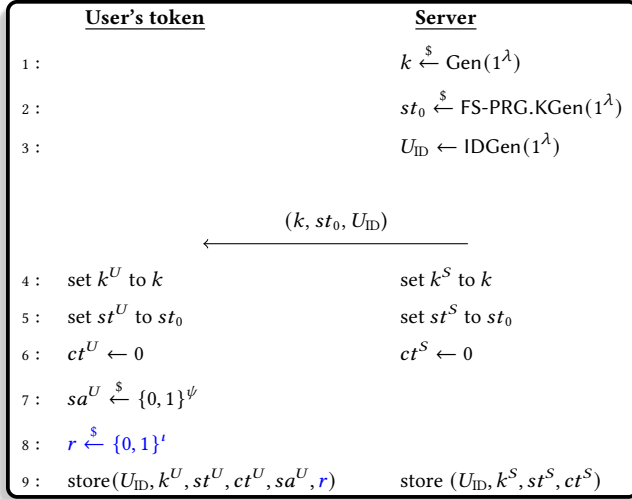 User's token Server
1 : k ←$ Gen(1^λ)
2 : st_0 ←$ FS-PRG.KGen(1^λ)
3 : U_ID ← IDGen(1^λ)
(k, st_0, U_ID)
4 : set k^U to k set k^S to k
5 : set st^U to st_0 set st^S to st_0
6 : ct^U ← 0 ct^S ← 0
7 : sa^U ←$ {0, 1}^ψ
8 : r ←$ {0, 1}^ι
9 : store(U_ID, k^U, st^U, ct^U, sa^U, r) store (U_ID, k^S, st^S, ct^S)